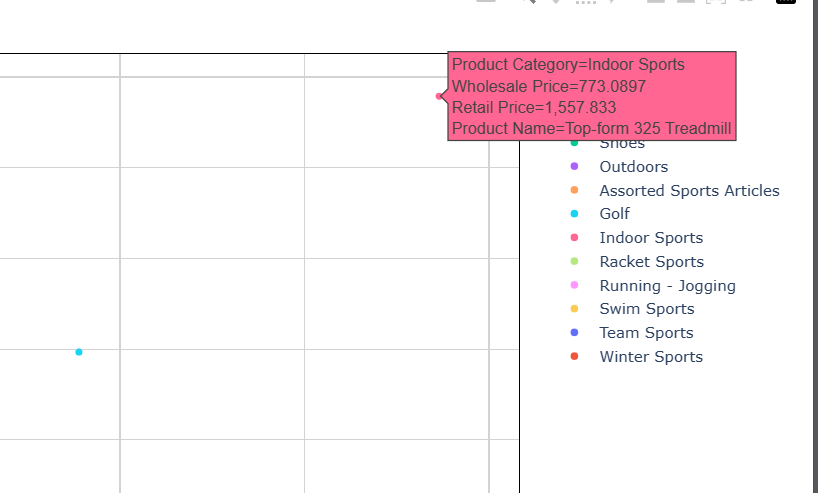 Product Category=Indoor Sports
Wholesale Price=773.0897
Retail Price=1,557.833
Product Name=Top-form 325 Treadmill
Shoes
Outdoors
Assorted Sports Articles
Golf
Indoor Sports
Racket Sports
Running - Jogging
Swim Sports
Team Sports
Winter Sports